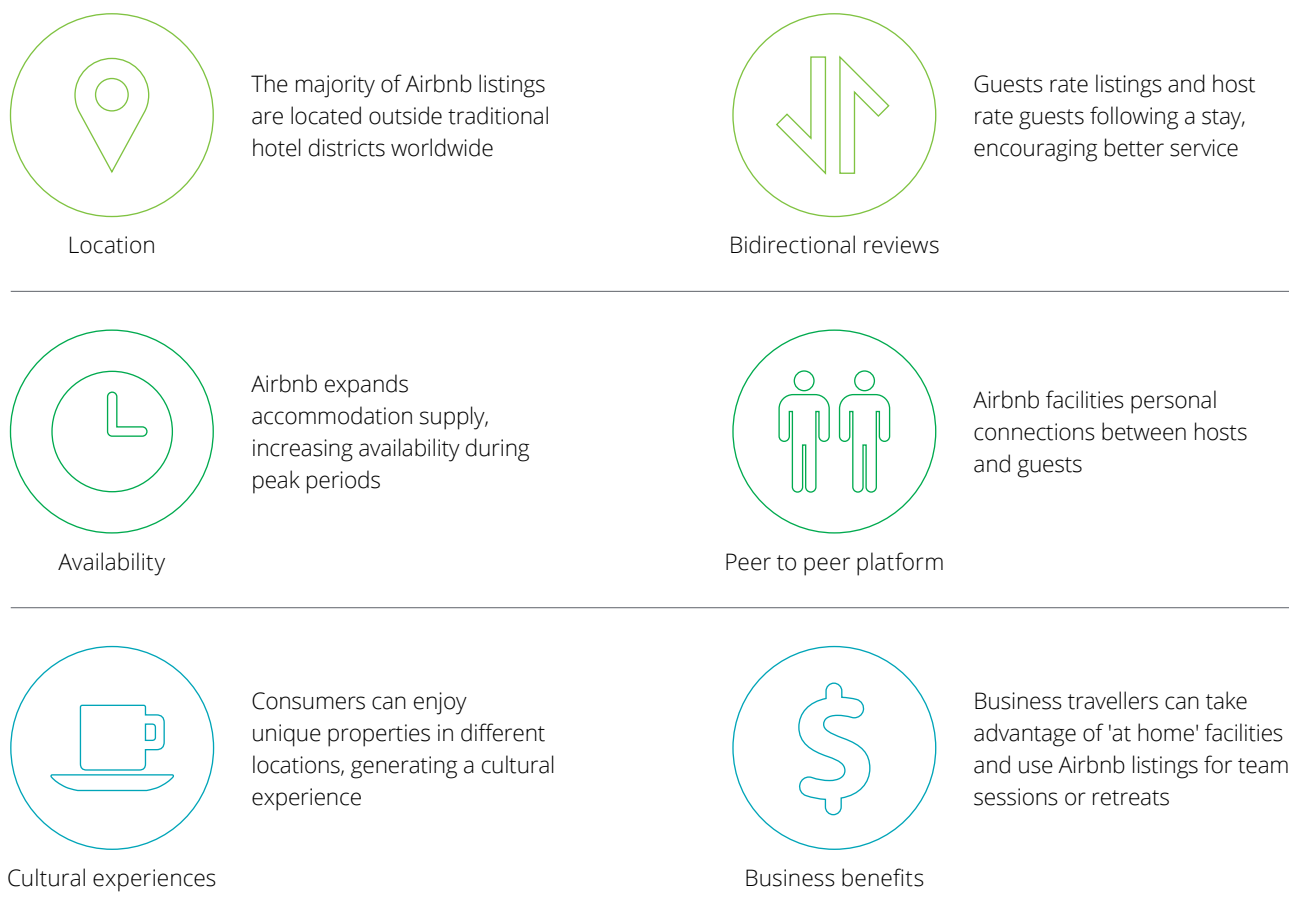 The majority of Airbnb listings
are located outside traditional
hotel districts worldwide
Location
Guests rate listings and host
rate guests following a stay,
encouraging better service
Bidirectional reviews
Airbnb expands
accommodation supply,
increasing availability during
peak periods
Availability
Airbnb facilities personal
connections between hosts
and guests
Peer to peer platform
Consumers can enjoy
unique properties in different
locations, generating a cultural
experience
Cultural experiences
Business travellers can take
advantage of 'at home' facilities
and use Airbnb listings for team
sessions or retreats
Business benefits